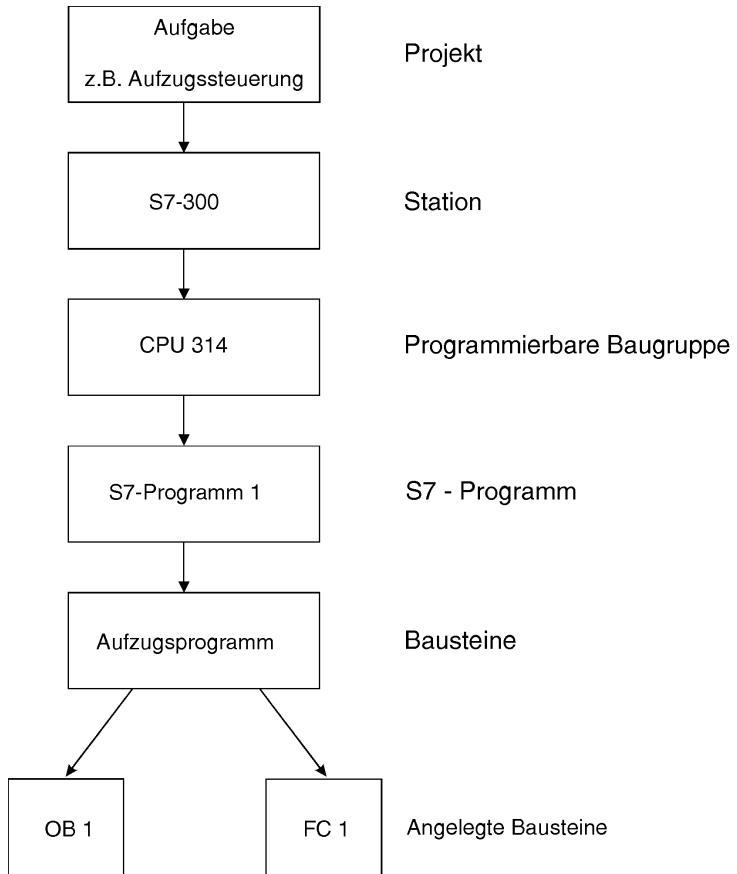 Aufgabe
z.B. Aufzugssteuerung
Projekt
S7-300
Station
CPU 314
Programmierbare Baugruppe
S7-Programm 1
S7 - Programm
Aufzugsprogramm
Bausteine
OB 1
FC 1
Angelegte Bausteine